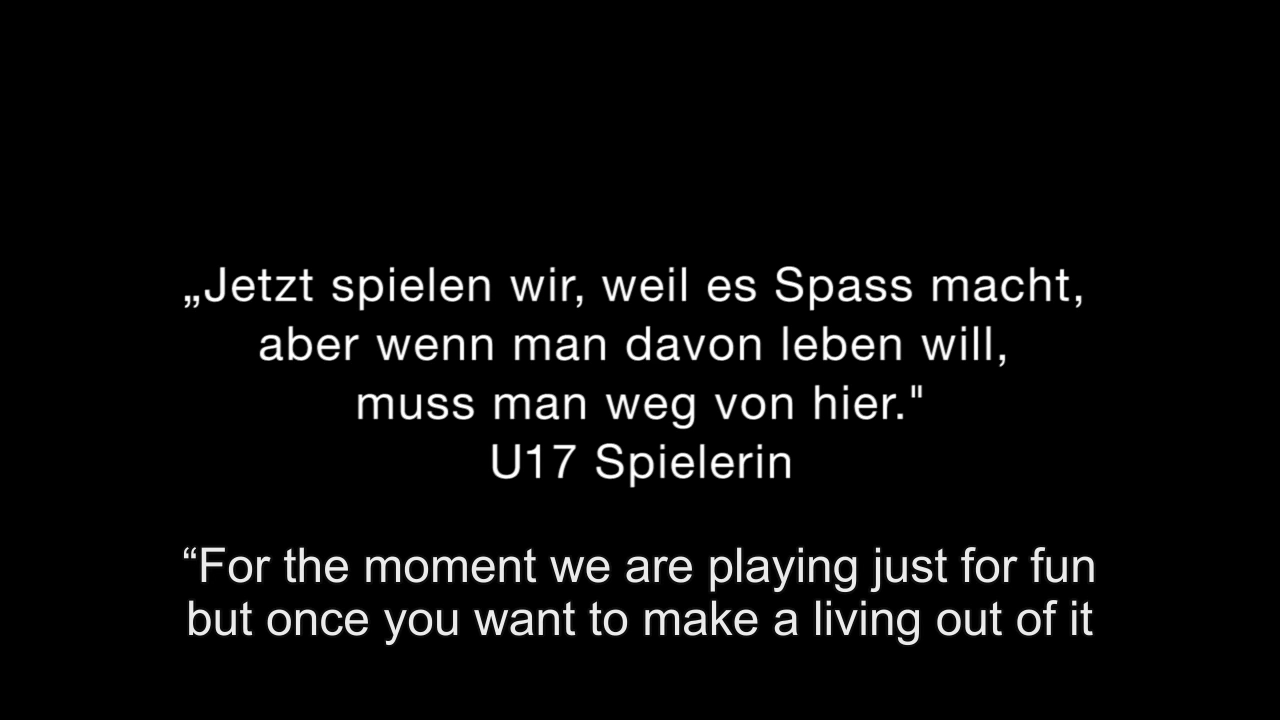 „Jetzt spielen wir, weil es Spass macht,
aber wenn man davon leben will,
muss man weg von hier."
U17 Spielerin
“For the moment we are playing just for fun
but once you want to make a living out of it